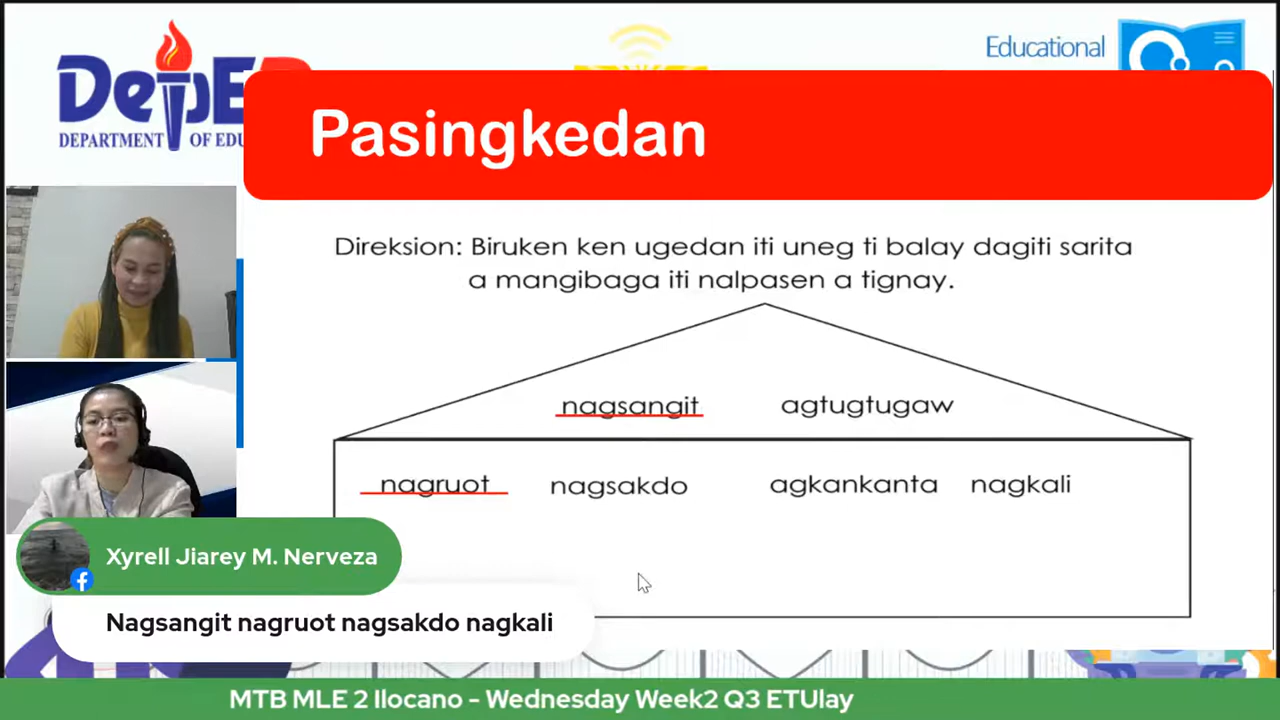 DepED
DEPARTMENT OF EDU
Educational
Pasingkedan
Direksion: Biruken ken ugedan iti uneg ti balay dagiti sarita
a mangibaga iti nalpasen a tignay.
nagsangit agtugtugaw
nagruot nagsakdo agkankanta nagkali
Xyrell Jiarey M. Nerveza
Nagsangit nagruot nagsakdo nagkali
MTB MLE 2 Ilocano - Wednesday Week2 Q3 ETUlay